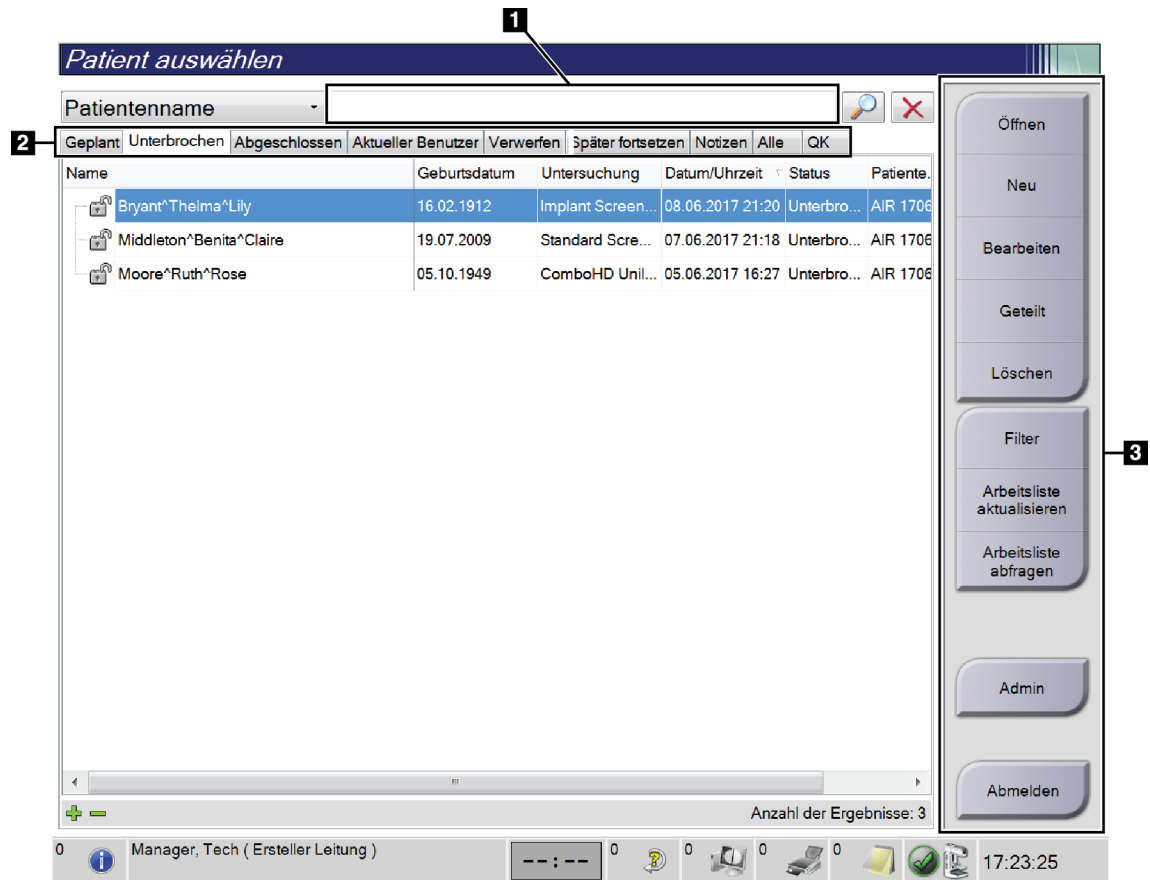 1
Patient auswählen
Patientenname
2
Geplant Unterbrochen Abgeschlossen Aktueller Benutzer Verwerfen Später fortsetzen Notizen Alle QK
Name Geburtsdatum Untersuchung Datum/Uhrzeit Status Patiente.
Bryant^Thelma^Lily 16.02.1912 Implant Screen... 08.06.2017 21:20 Unterbro... AIR 1706
Middleton^Benita^Claire 19.07.2009 Standard Scre... 07.06.2017 21:18 Unterbro... AIR 1706
Moore^Ruth^Rose 05.10.1949 ComboHD Unil... 05.06.2017 16:27 Unterbro... AIR 1706
Anzahl der Ergebnisse: 3
Öffnen
Neu
Bearbeiten
Geteilt
Löschen
Filter
3
Arbeitsliste
aktualisieren
Arbeitsliste
abfragen
Admin
Abmelden
0 Manager, Tech ( Ersteller Leitung ) --:-- 0 0 0 0 17:23:25